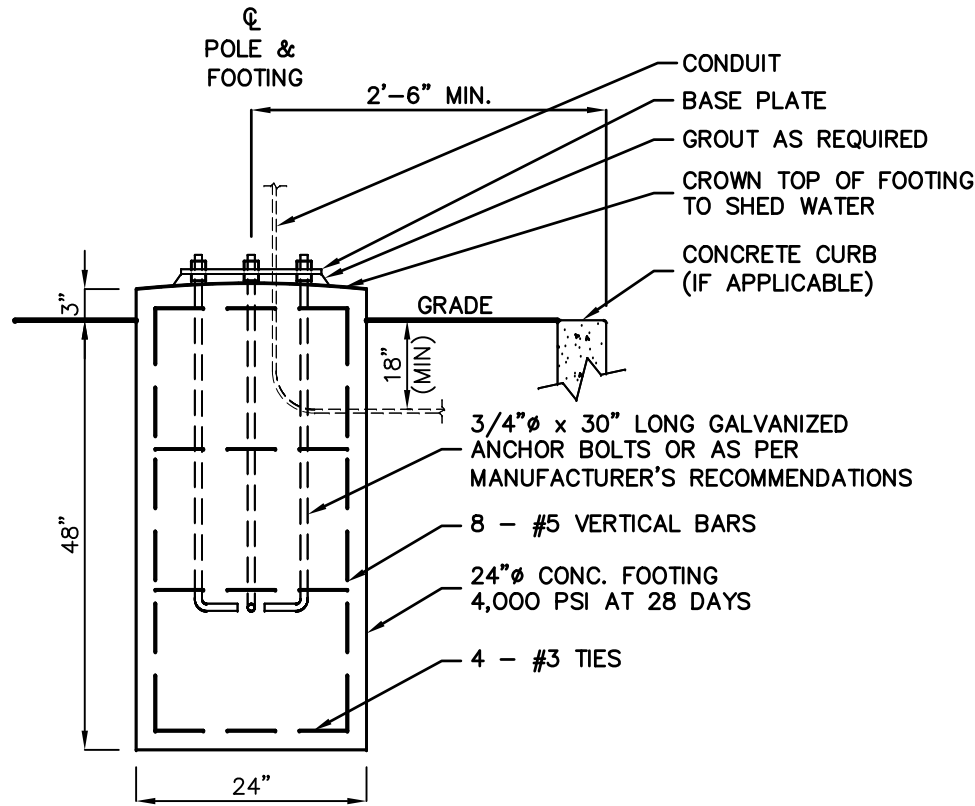 ℄
POLE &
FOOTING
2'-6" MIN.
CONDUIT
BASE PLATE
GROUT AS REQUIRED
CROWN TOP OF FOOTING
TO SHED WATER
CONCRETE CURB
(IF APPLICABLE)
3"
GRADE
18"
(MIN)
3/4"ø x 30" LONG GALVANIZED
ANCHOR BOLTS OR AS PER
MANUFACTURER'S RECOMMENDATIONS
48"
8 - #5 VERTICAL BARS
24"ø CONC. FOOTING
4,000 PSI AT 28 DAYS
4 - #3 TIES
24"